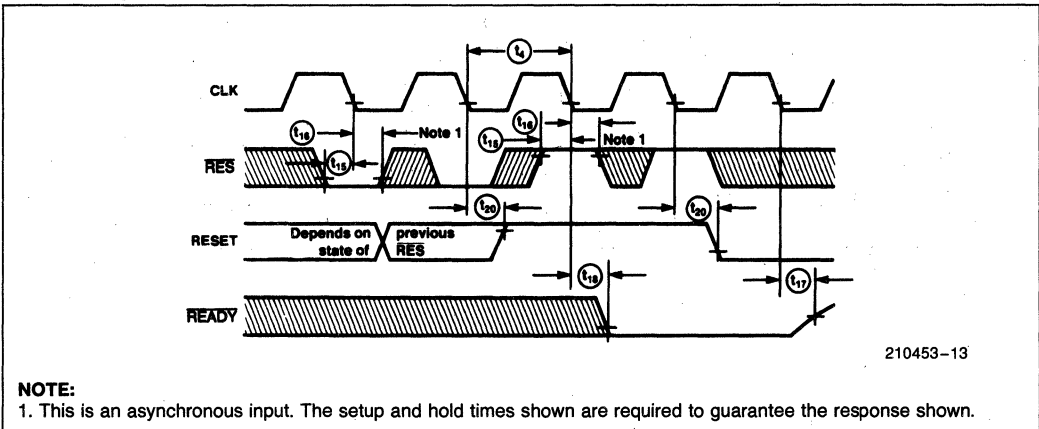 t4
CLK
t16
Note 1
t16
t15
Note 1
RES
t15
t20
t20
RESET
Depends on previous
state of RES
t18
t17
READY
210453–13
NOTE:
1. This is an asynchronous input. The setup and hold times shown are required to guarantee the response shown.